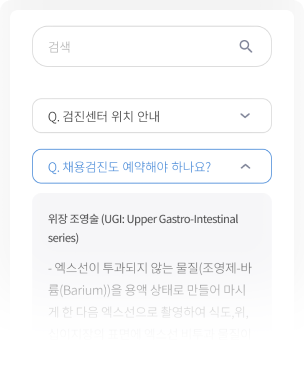 검색
Q. 검진센터 위치 안내
Q. 채용검진도 예약해야 하나요?
위장 조영술 (UGI: Upper Gastro-Intestinal
series)
- 엑스선이 투과되지 않는 물질(조영제-바
륨(Barium))을 용액 상태로 만들어 마시
게 한 다음 엑스선으로 촬영하여 식도,위,